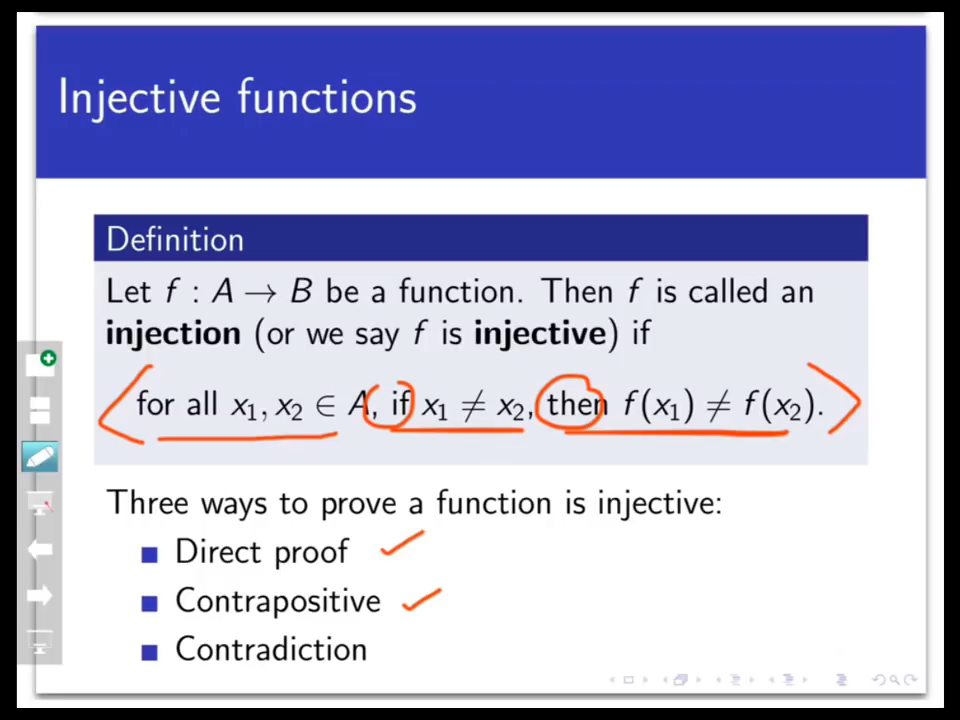 Injective functions
Definition
Let f : A → B be a function. Then f is called an
injection (or we say f is injective) if
for all x₁, x₂ ∈ A, if x₁ ≠ x₂, then f(x₁) ≠ f(x₂).
Three ways to prove a function is injective:
Direct proof
Contrapositive
Contradiction